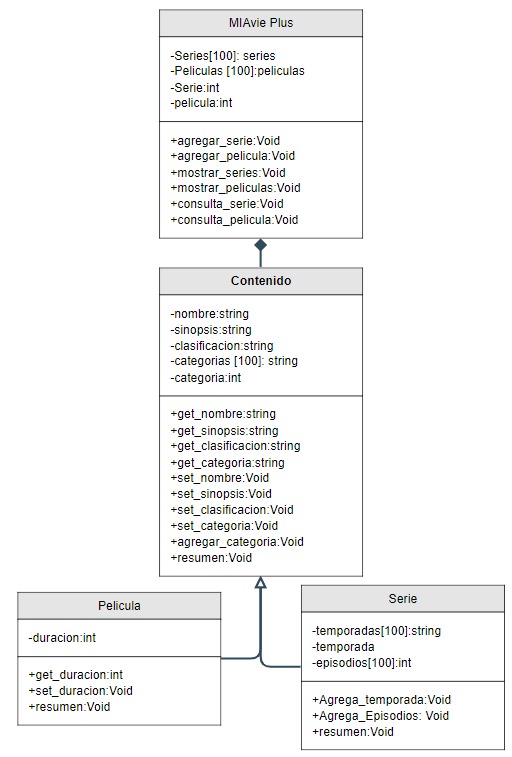 MIAvie Plus
-Series[100]: series
-Peliculas [100]:peliculas
-Serie:int
-pelicula:int
+agregar_serie:Void
+agregar_pelicula:Void
+mostrar_series:Void
+mostrar_peliculas:Void
+consulta_serie:Void
+consulta_pelicula:Void
Contenido
-nombre:string
-sinopsis:string
-clasificacion:string
-categorias [100]: string
-categoria:int
+get_nombre:string
+get_sinopsis:string
+get_clasificacion:string
+get_categoria:string
+set_nombre:Void
+set_sinopsis:Void
+set_clasificacion:Void
+set_categoria:Void
+agregar_categoria:Void
+resumen:Void
Pelicula
-duracion:int
+get_duracion:int
+set_duracion:Void
+resumen:Void
Serie
-temporadas[100]:string
-temporada
-episodios[100]:int
+Agrega_temporada:Void
+Agrega_Episodios: Void
+resumen:Void